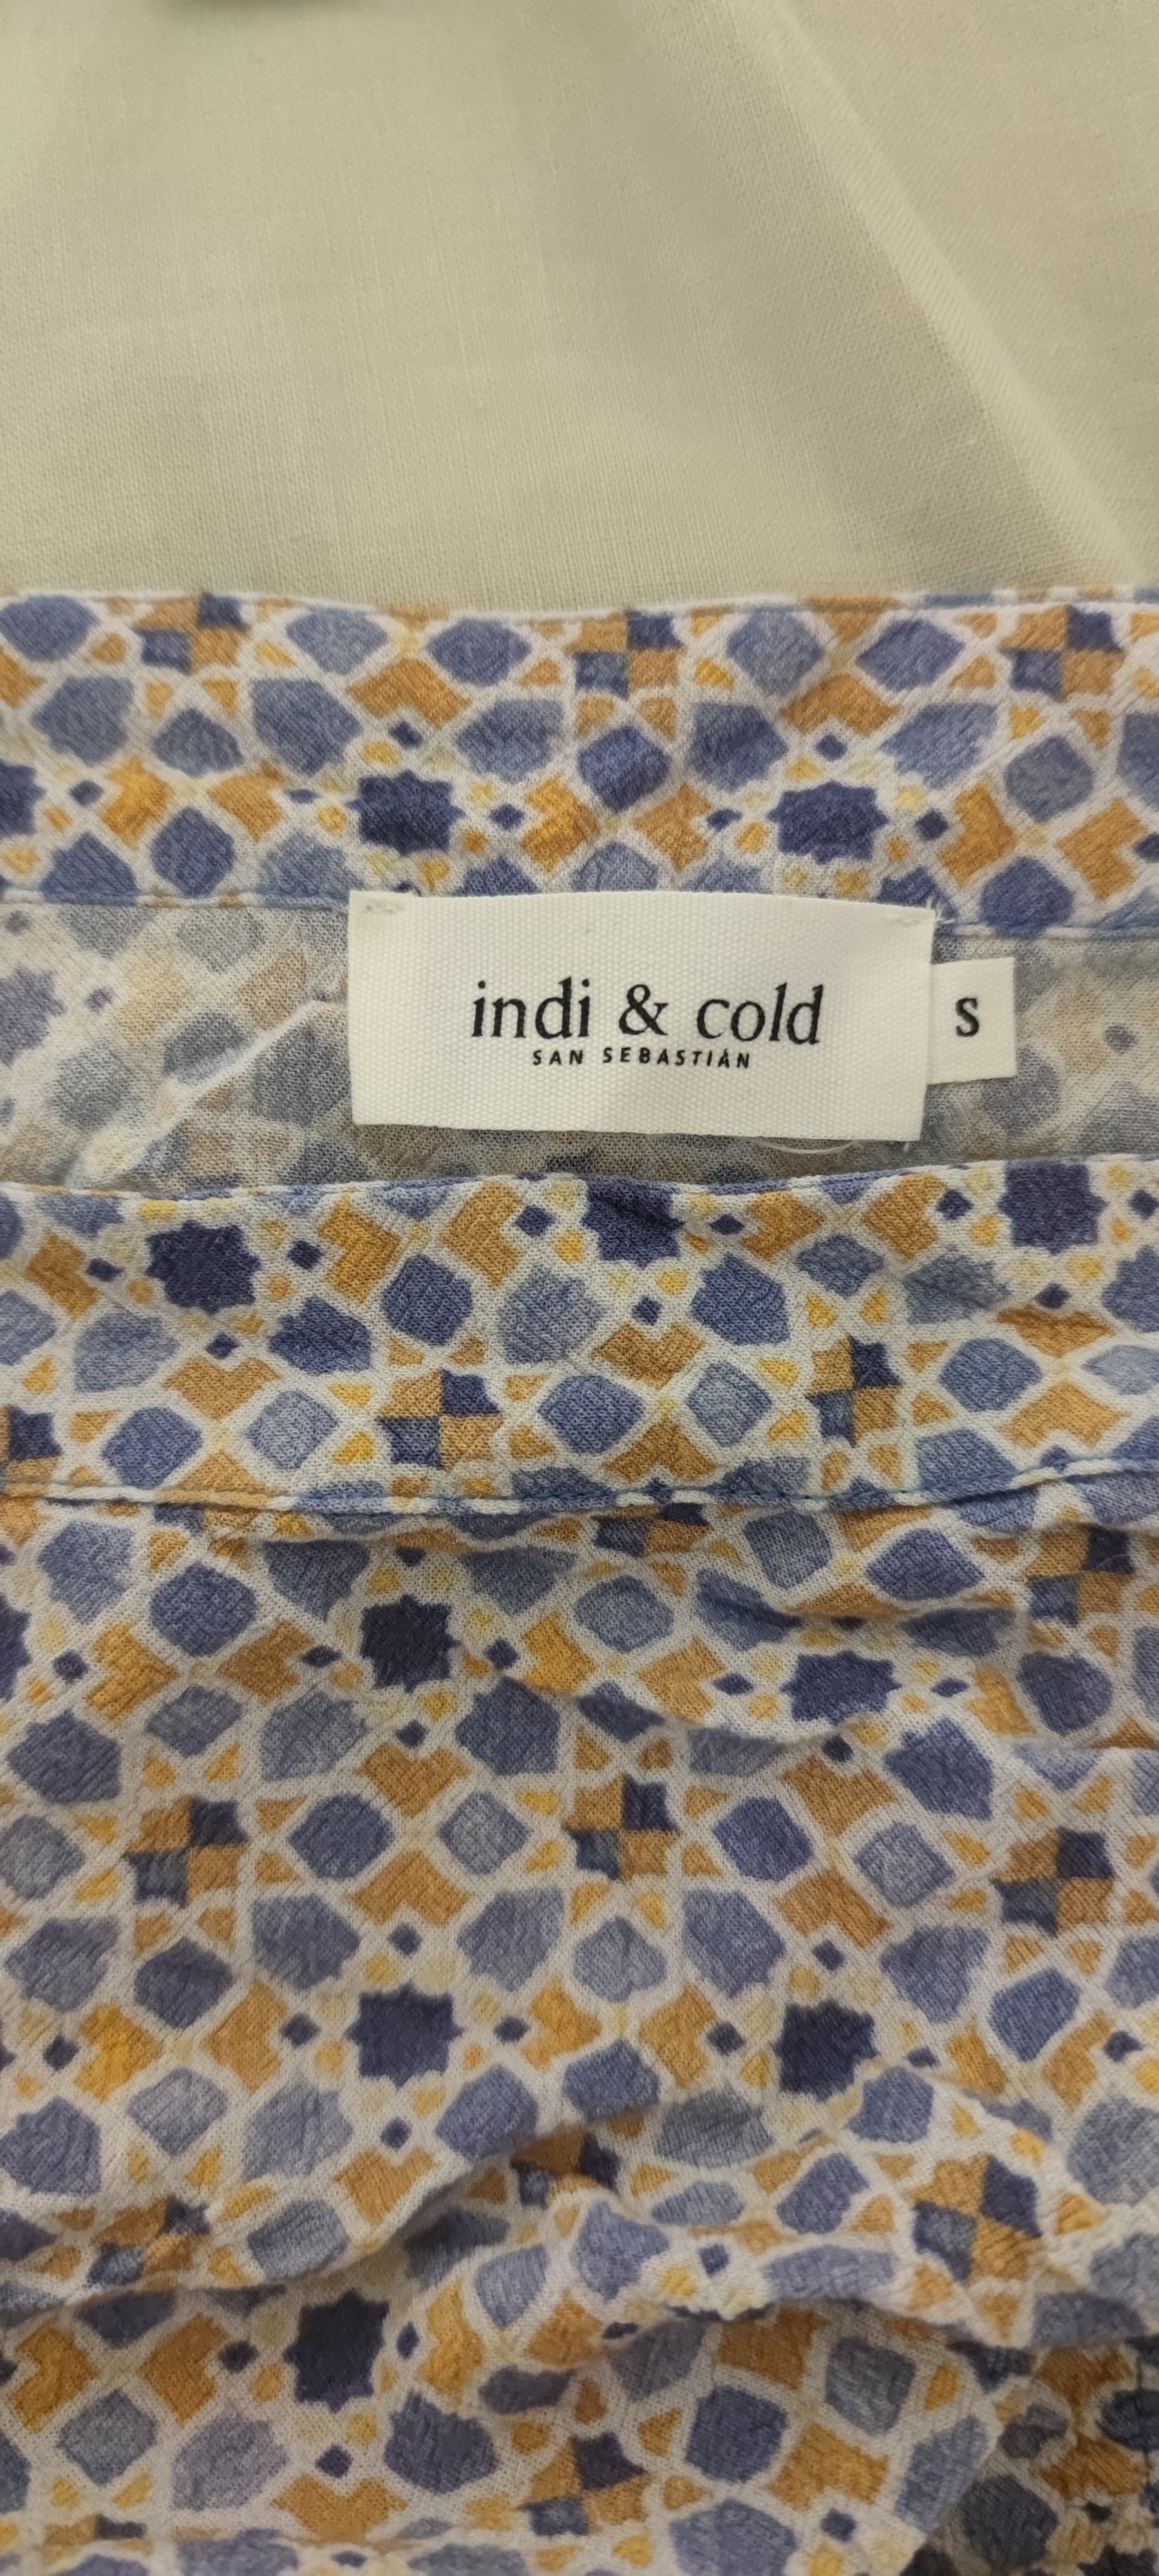 indi & cold
SAN SEBASTIÁN
S